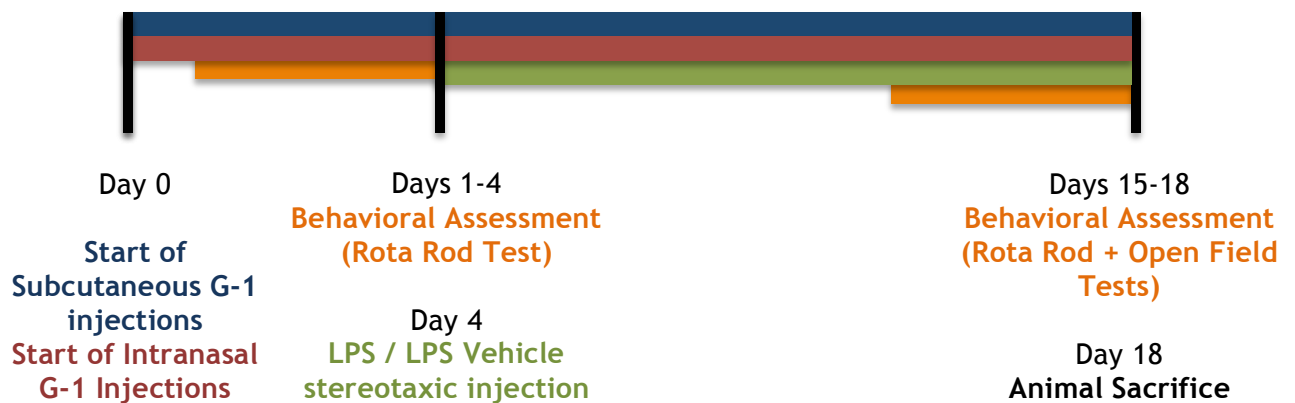 Day 0
Start of
Subcutaneous G-1
injections
Start of Intranasal
G-1 Injections
Days 1-4
Behavioral Assessment
(Rota Rod Test)
Day 4
LPS / LPS Vehicle
stereotaxic injection
Days 15-18
Behavioral Assessment
(Rota Rod + Open Field
Tests)
Day 18
Animal Sacrifice